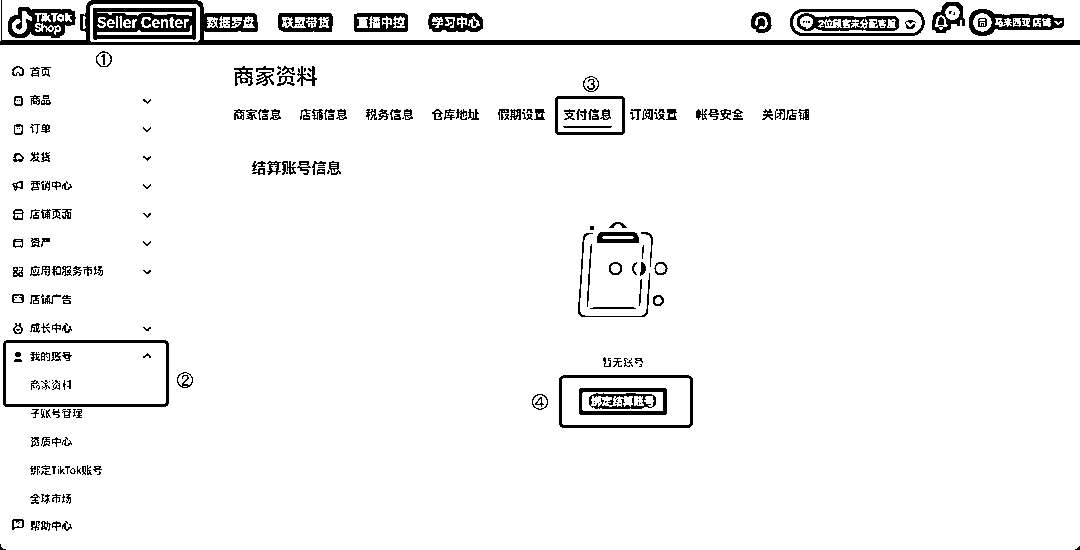 TikTok Shop Seller Center 数据罗盘 联盟带货 直播中控 学习中心 2位顾客未分配客服 马来西亚 店铺
①
首页
商品
订单
发货
营销中心
店铺页面
资产
应用和服务市场
店铺广告
成长中心
我的账号
商家资料
②
子账号管理
资质中心
绑定TikTok账号
全球市场
帮助中心
商家资料
③
商家信息 店铺信息 税务信息 仓库地址 假期设置 支付信息 订阅设置 帐号安全 关闭店铺
结算账号信息
暂无账号
④ 绑定结算账号